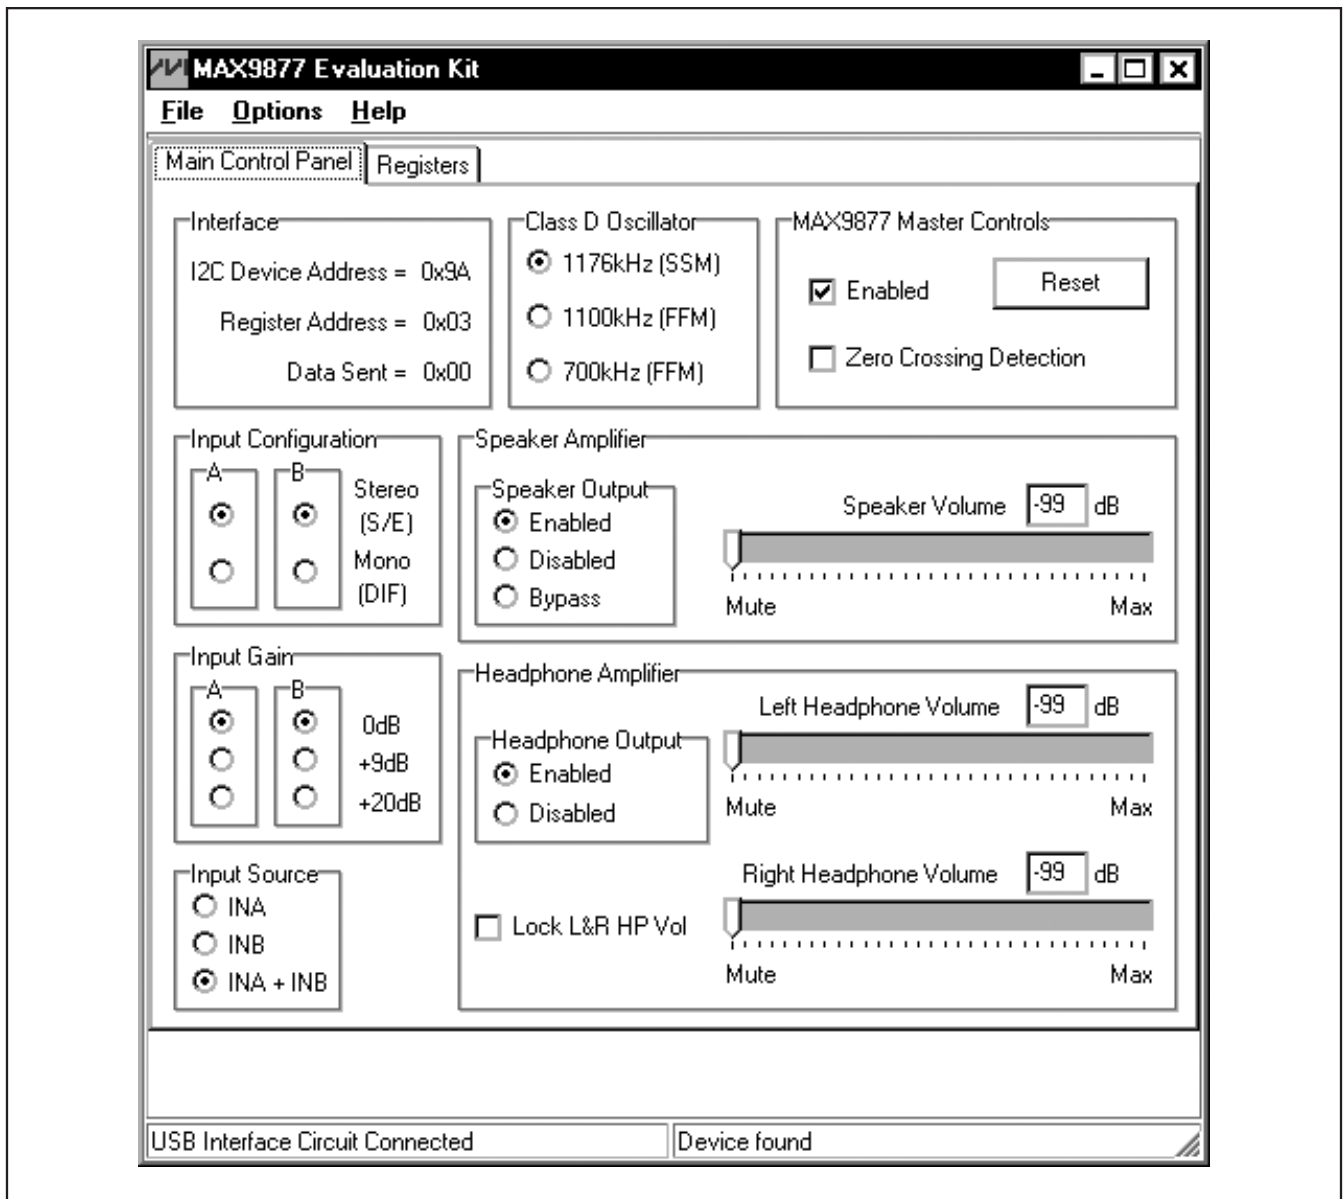 MAX9877 Evaluation Kit
File Options Help
Main Control Panel Registers
Interface
I2C Device Address = 0x9A
Register Address = 0x03
Data Sent = 0x00
Class D Oscillator
1176kHz (SSM)
1100kHz (FFM)
700kHz (FFM)
MAX9877 Master Controls
Enabled
Reset
Zero Crossing Detection
Input Configuration
A B
Stereo
(S/E)
Mono
(DIF)
Speaker Amplifier
Speaker Output
Enabled
Disabled
Bypass
Speaker Volume -99 dB
Mute Max
Input Gain
A B
0dB
+9dB
+20dB
Headphone Amplifier
Headphone Output
Enabled
Disabled
Left Headphone Volume -99 dB
Mute Max
Input Source
INA
INB
INA + INB
Lock L&R HP Vol
Right Headphone Volume -99 dB
Mute Max
USB Interface Circuit Connected
Device found